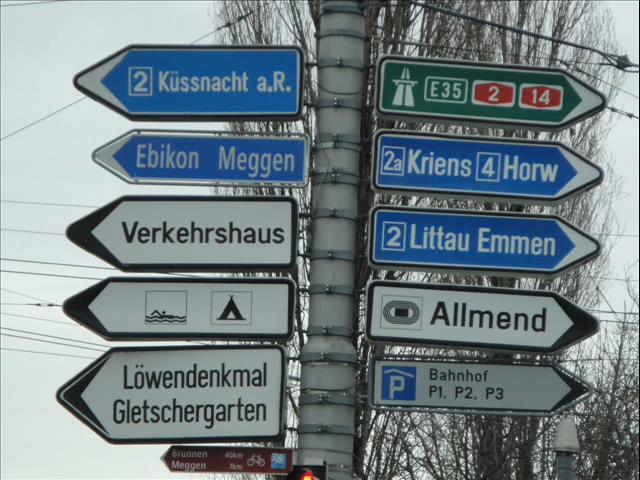 2 Küssnacht a.R.
Ebikon Meggen
Verkehrshaus
Löwendenkmal
Gletschergarten
Brunnen 40km
Meggen 7km
E35 2 14
2a Kriens 4 Horw
2 Littau Emmen
Allmend
P Bahnhof
P1, P2, P3